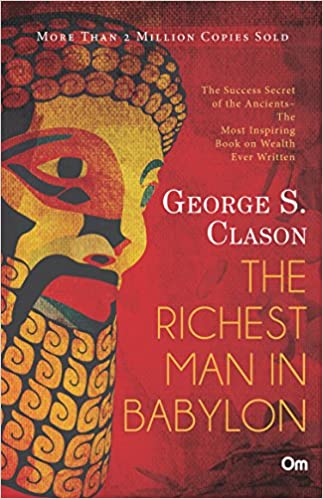 More Than 2 Million Copies Sold
The Success Secret
of the Ancients–
The
Most Inspiring
Book on Wealth
Ever Written
George S.
Clason
THE
RICHEST
MAN IN
BABYLON
Om